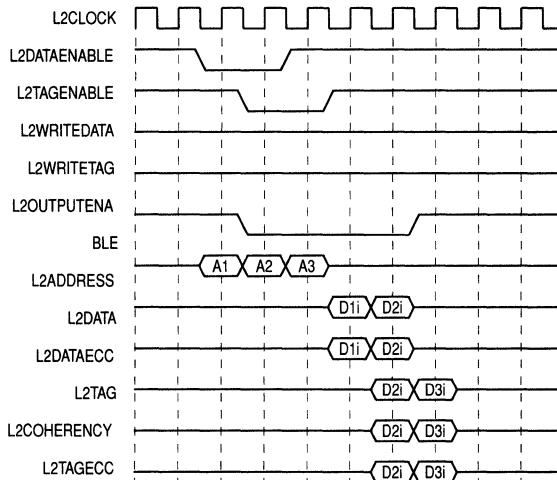 L2CLOCK
L2DATAENABLE
L2TAGENABLE
L2WRITEDATA
L2WRITETAG
L2OUTPUTENA
BLE
A1 A2 A3
L2ADDRESS
D1i D2i
L2DATA
D1i D2i
L2DATAECC
L2TAG D2i D3i
L2COHERENCY D2i D3i
L2TAGECC D2i D3i